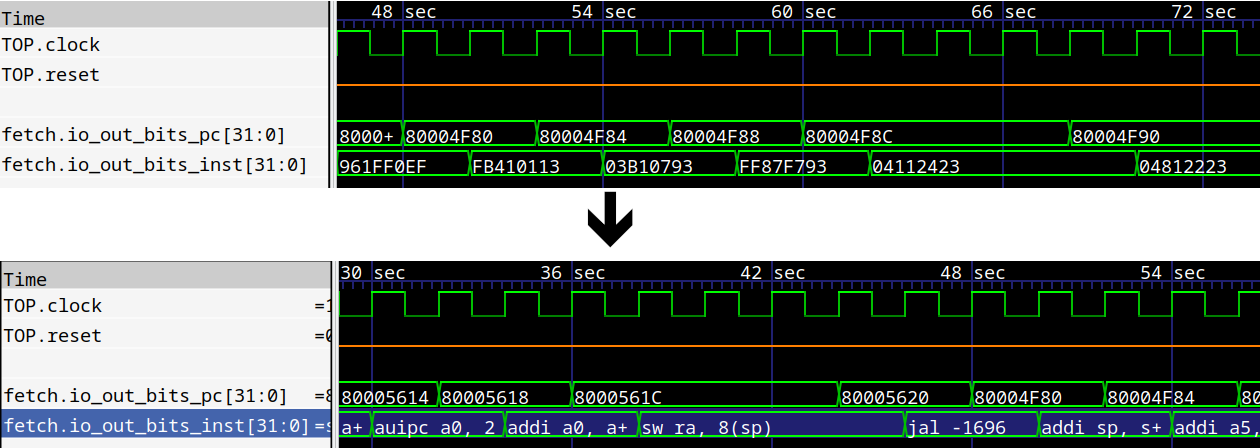 Time 48 sec 54 sec 60 sec 66 sec 72 sec
TOP.clock
TOP.reset
fetch.io_out_bits_pc[31:0] 8000+ 80004F80 80004F84 80004F88 80004F8C 80004F90
fetch.io_out_bits_inst[31:0] 961FF0EF FB410113 03B10793 FF87F793 04112423 04812223
Time 30 sec 36 sec 42 sec 48 sec 54 sec
TOP.clock =1
TOP.reset =0
fetch.io_out_bits_pc[31:0] =8 80005614 80005618 8000561C 80005620 80004F80 80004F84 80
fetch.io_out_bits_inst[31:0] =s a+ auipc a0, 2 addi a0, a+ sw ra, 8(sp) jal -1696 addi sp, s+ addi a5,